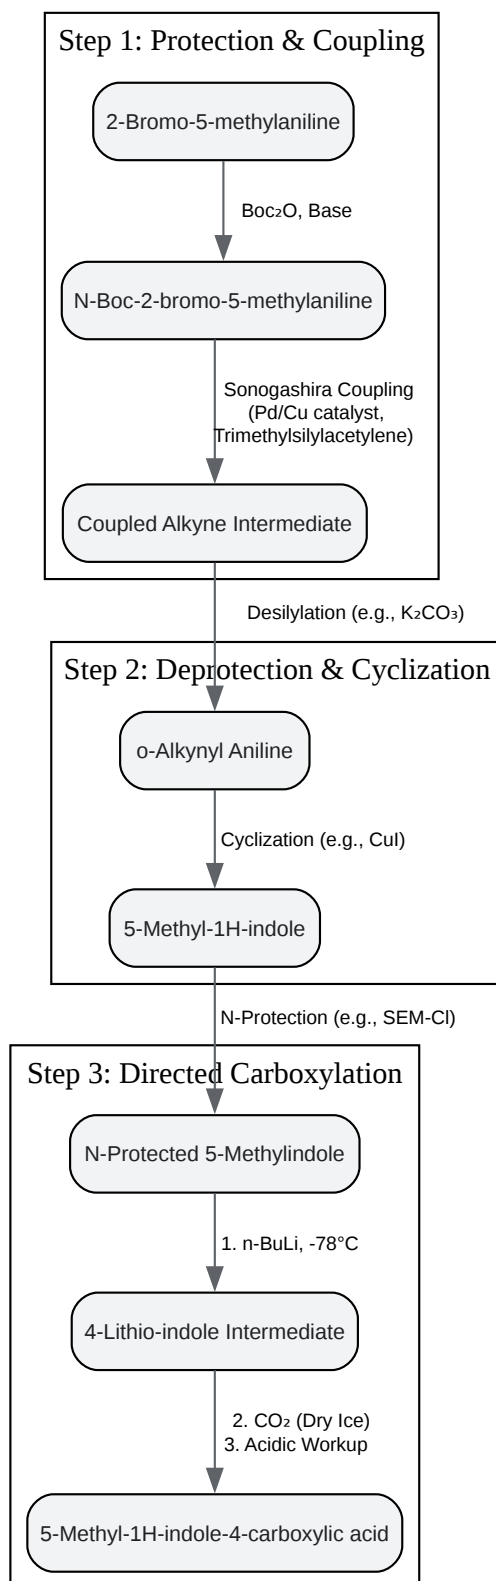 Step 1: Protection & Coupling
2-Bromo-5-methylaniline
Boc₂O, Base
N-Boc-2-bromo-5-methylaniline
Sonogashira Coupling
(Pd/Cu catalyst,
Trimethylsilylacetylene)
Coupled Alkyne Intermediate
Desilylation (e.g., K₂CO₃)
Step 2: Deprotection & Cyclization
o-Alkynyl Aniline
Cyclization (e.g., CuI)
5-Methyl-1H-indole
N-Protection (e.g., SEM-Cl)
Step 3: Directed Carboxylation
N-Protected 5-Methylindole
1. n-BuLi, -78°C
4-Lithio-indole Intermediate
2. CO₂ (Dry Ice)
3. Acidic Workup
5-Methyl-1H-indole-4-carboxylic acid